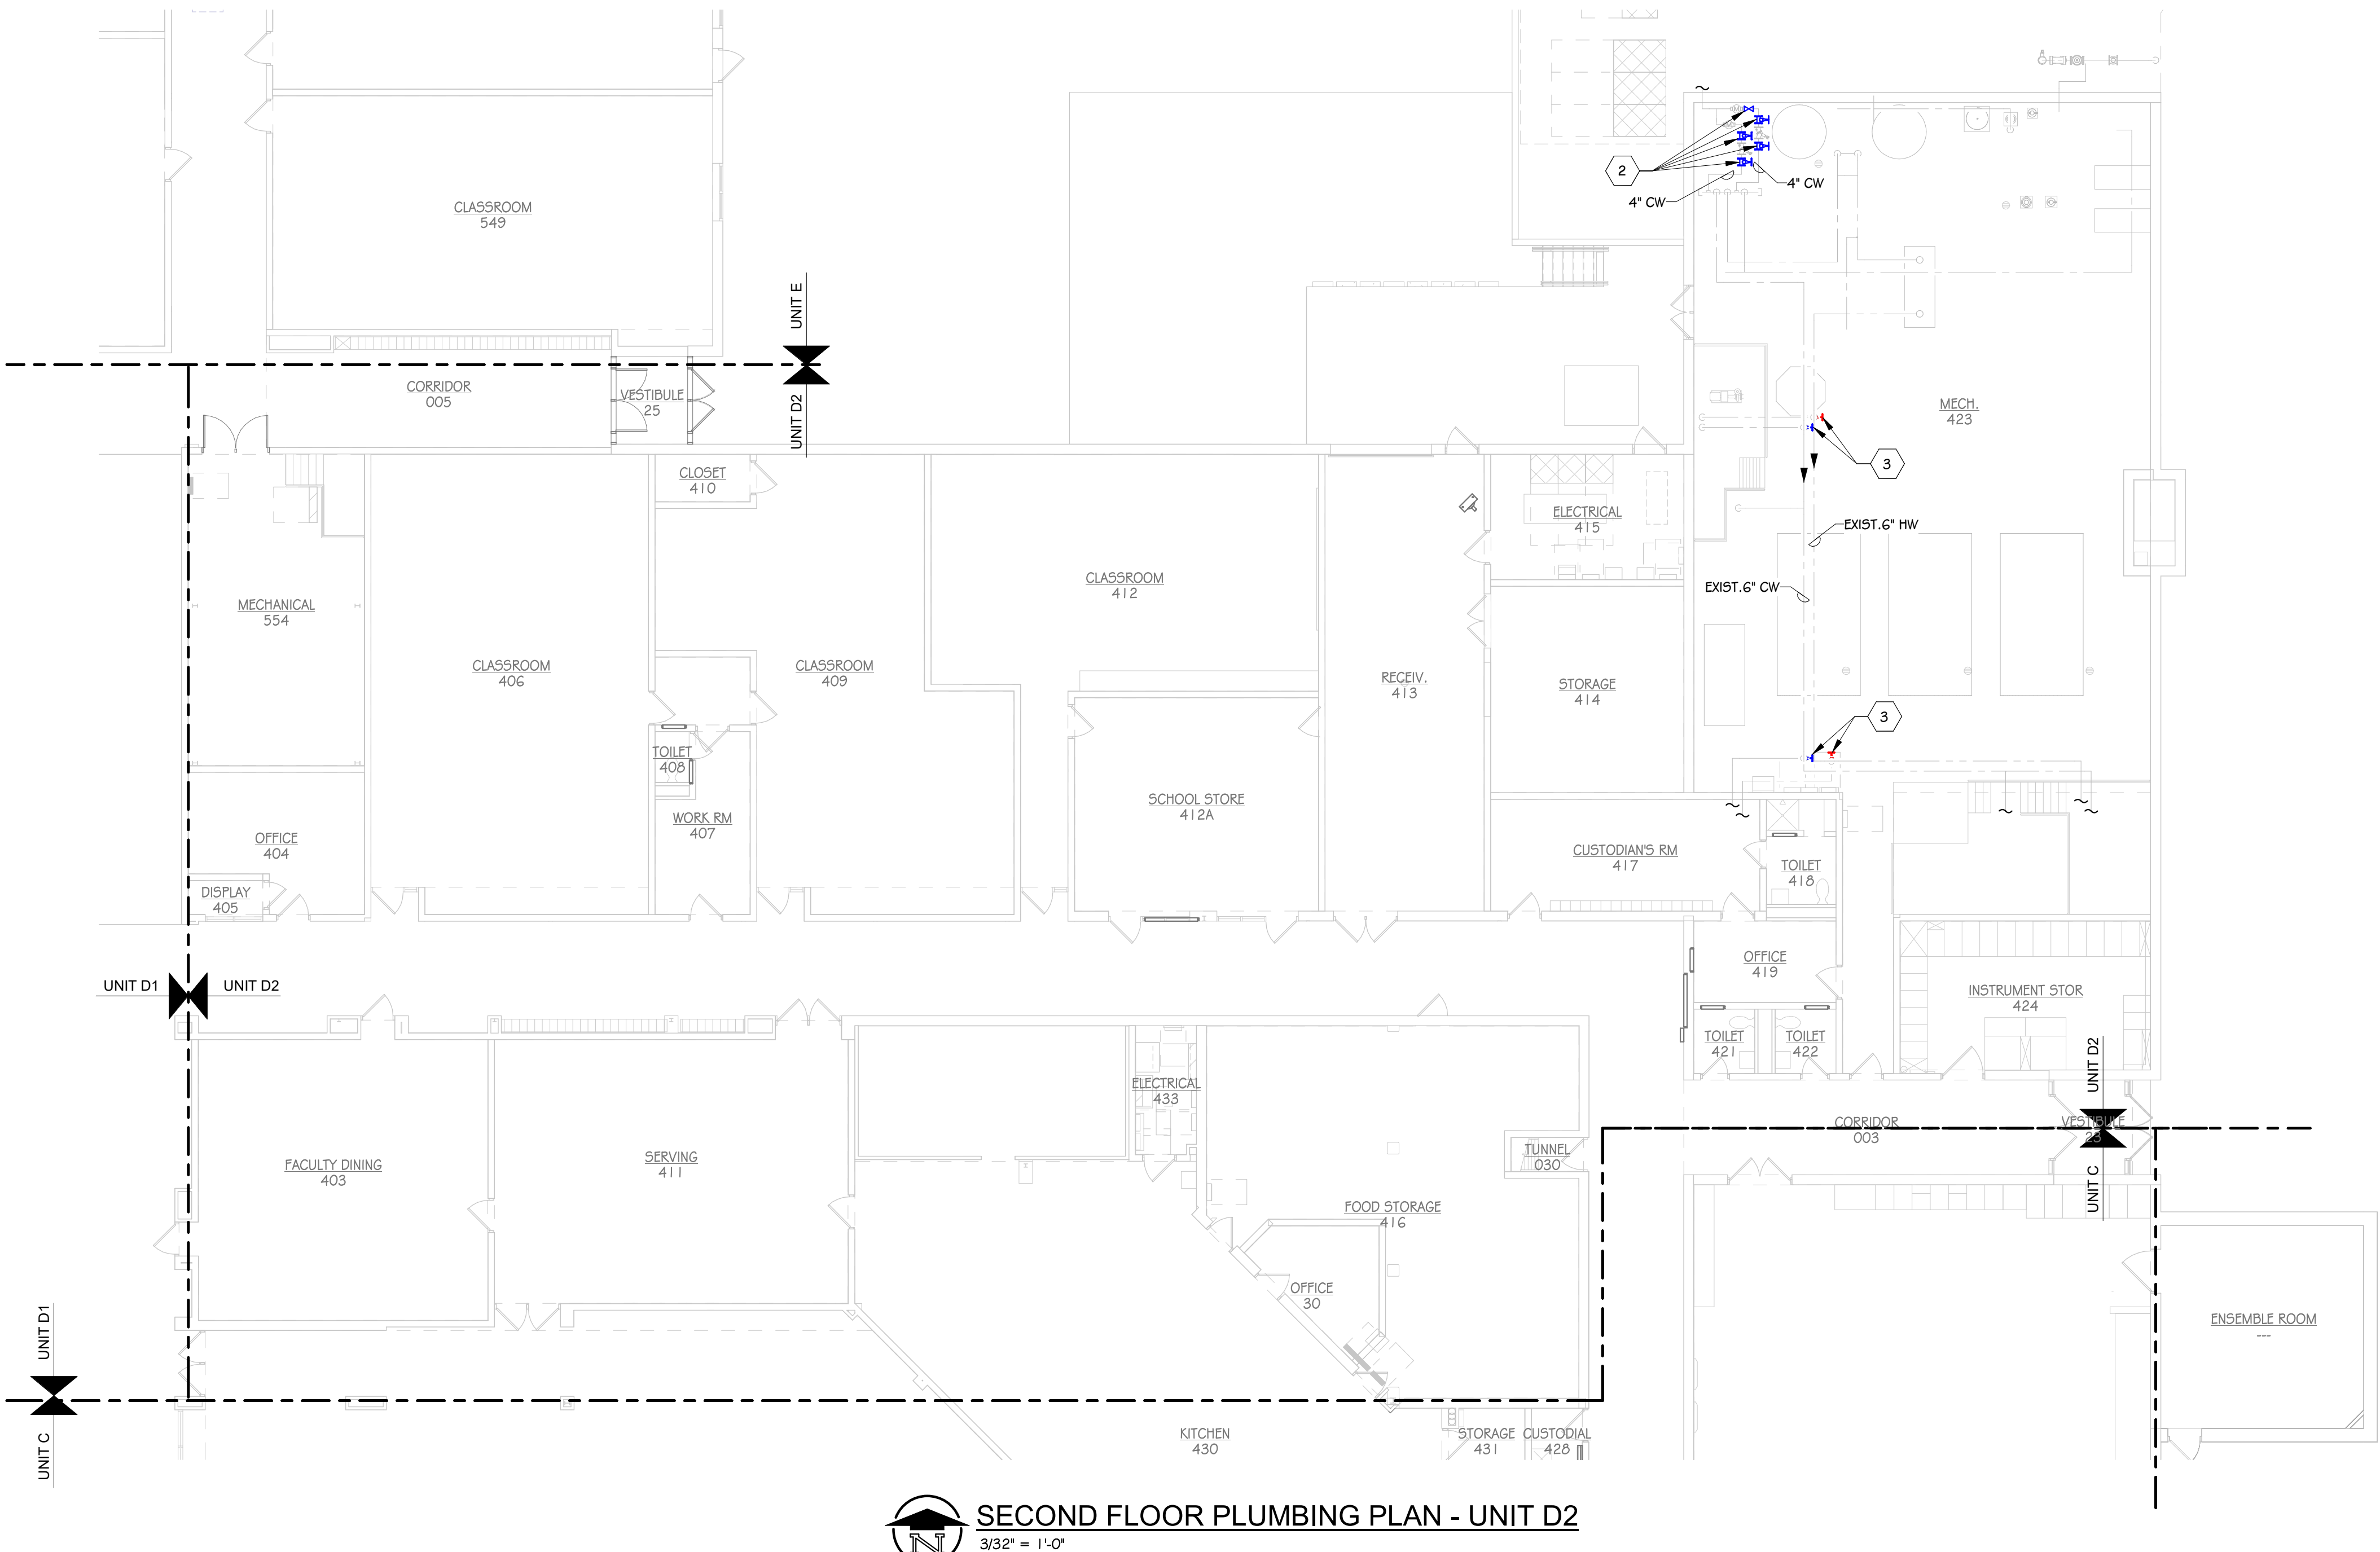 CLASSROOM
549
UNIT E
UNIT D2
CORRIDOR
005
VESTIBULE
25
2
4" CW
4" CW
MECH.
423
3
EXIST.6" HW
EXIST.6" CW
3
CLOSET
410
ELECTRICAL
415
MECHANICAL
554
CLASSROOM
406
CLASSROOM
409
CLASSROOM
412
RECEIV.
413
STORAGE
414
TOILET
408
WORK RM
407
SCHOOL STORE
412A
OFFICE
404
DISPLAY
405
CUSTODIAN'S RM
417
TOILET
418
OFFICE
419
INSTRUMENT STOR
424
TOILET
421
TOILET
422
UNIT D1
UNIT D2
ELECTRICAL
433
UNIT D2
UNIT C
CORRIDOR
003
VESTIBULE
23
FACULTY DINING
403
SERVING
411
TUNNEL
030
FOOD STORAGE
416
OFFICE
30
ENSEMBLE ROOM
---
UNIT D1
UNIT C
KITCHEN
430
STORAGE
431
CUSTODIAL
428
N
SECOND FLOOR PLUMBING PLAN - UNIT D2
3/32" = 1'-0"